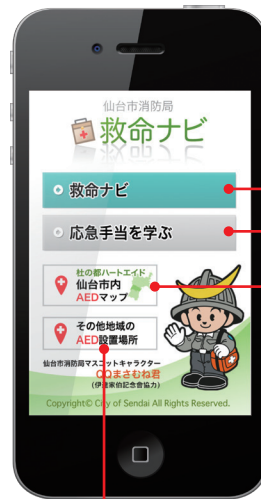 仙台市消防局
救命ナビ
救命ナビ
応急手当を学ぶ
杜の都ハートエイド
仙台市内
AEDマップ
その他地域の
AED設置場所
仙台市消防局マスコットキャラクター
まさむね君
(伊達家伯記念會協力)
Copyright© City of Sendai All Rights Reserved.